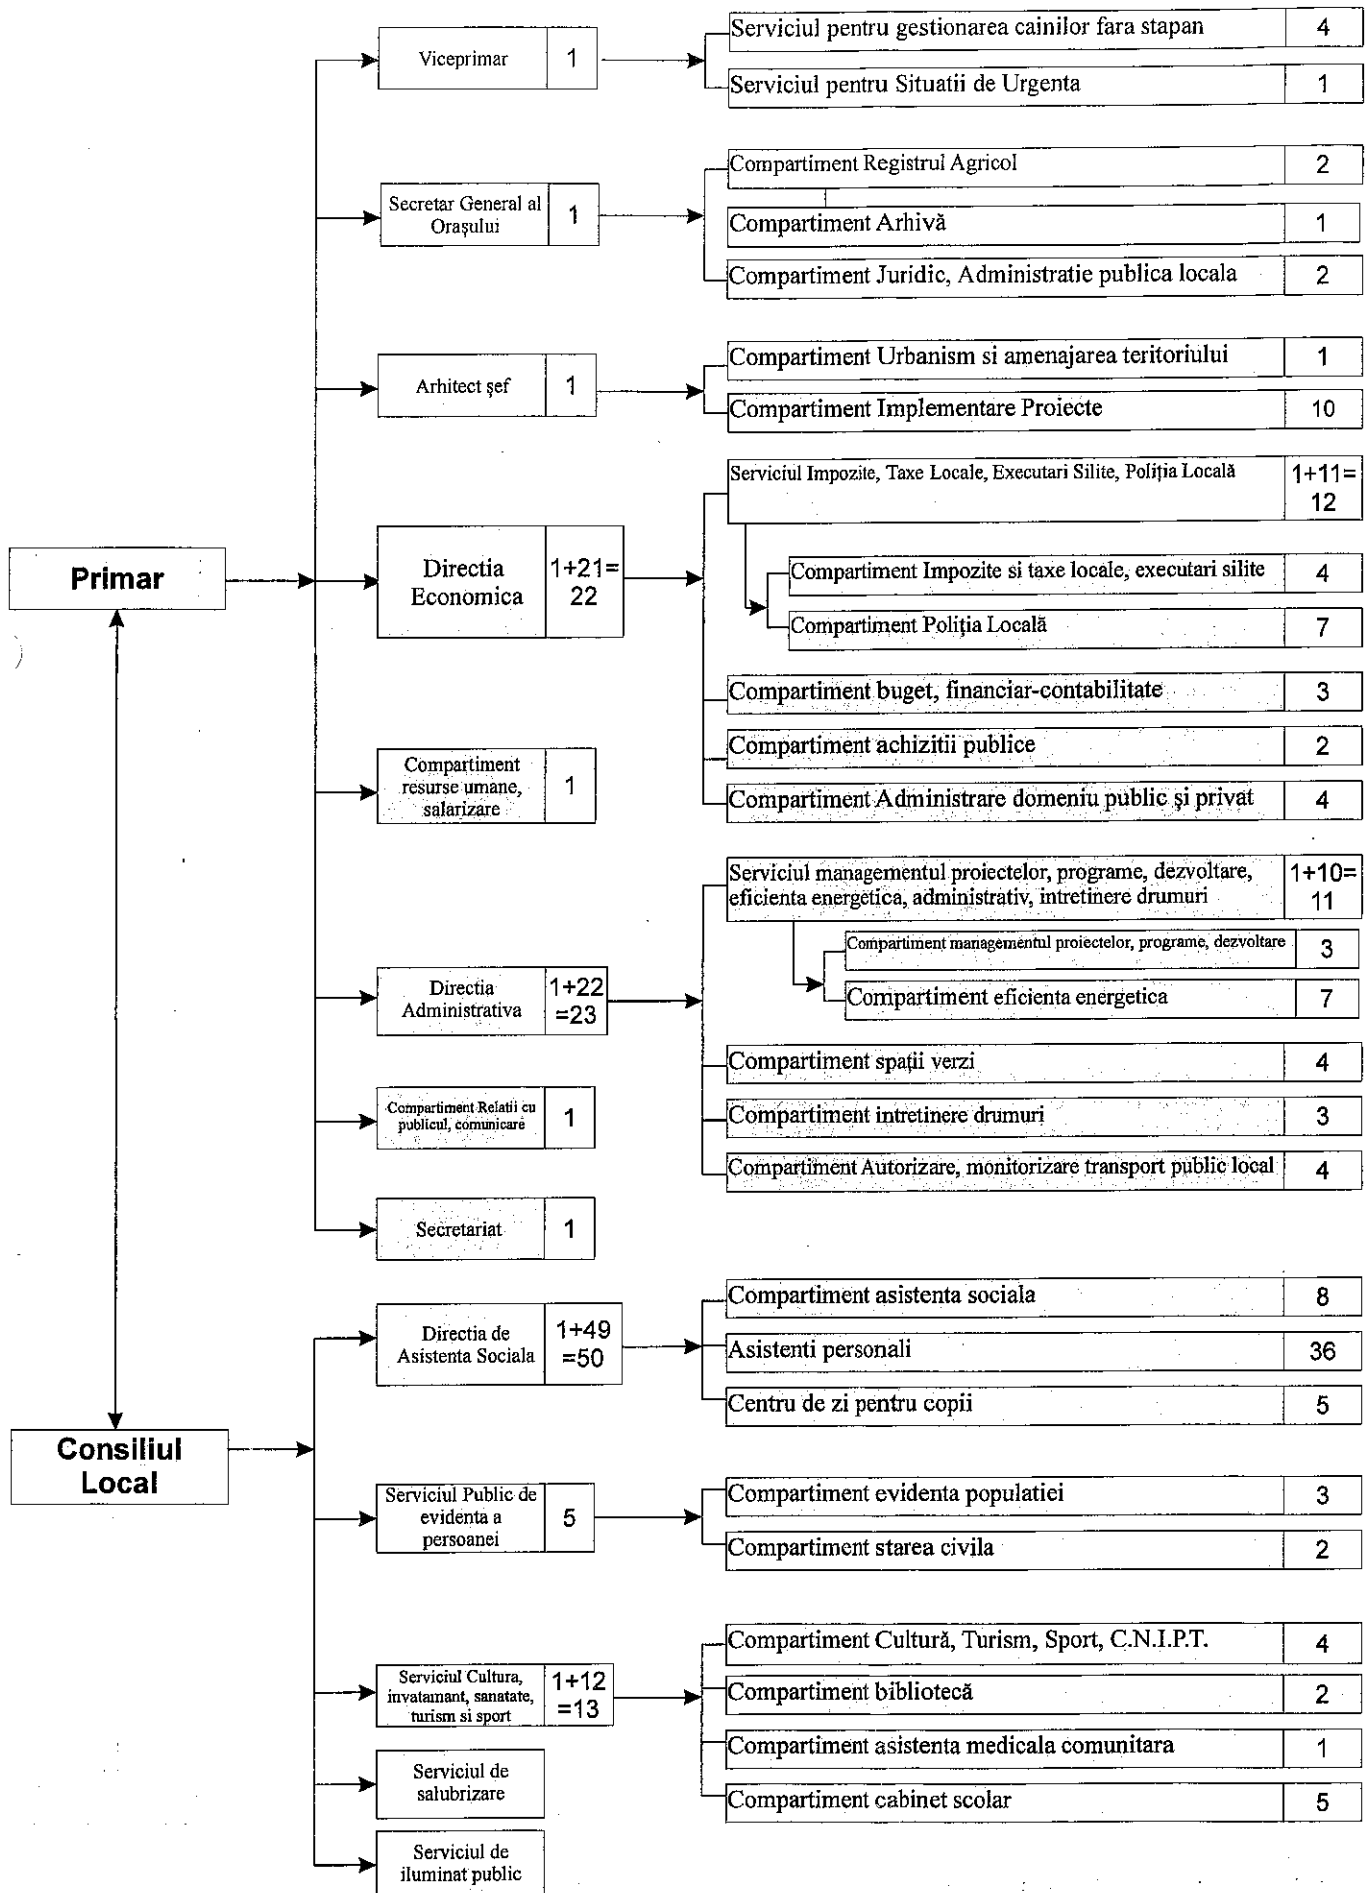 Primar
Consiliul
Local
Viceprimar 1
Serviciul pentru gestionarea cainilor fara stapan 4
Serviciul pentru Situatii de Urgenta 1
Secretar General al
Orașului
1
Compartiment Registrul Agricol 2
Compartiment Arhivă 1
Compartiment Juridic, Administratie publica locala 2
Arhitect șef 1
Compartiment Urbanism si amenajarea teritoriului 1
Compartiment Implementare Proiecte 10
Directia
Economica
1+21=
22
Serviciul Impozite, Taxe Locale, Executari Silite, Poliția Locală
1+11=
12
Compartiment Impozite si taxe locale, executari silite 4
Compartiment Poliția Locală 7
Compartiment buget, financiar-contabilitate 3
Compartiment achizitii publice 2
Compartiment Administrare domeniu public și privat 4
Compartiment
resurse umane,
salarizare
1
Directia
Administrativa
1+22
=23
Serviciul managementul proiectelor, programe, dezvoltare,
eficienta energetica, administrativ, intretinere drumuri
1+10=
11
Compartiment managementul proiectelor, programe, dezvoltare 3
Compartiment eficienta energetica 7
Compartiment spații verzi 4
Compartiment intretinere drumuri 3
Compartiment Autorizare, monitorizare transport public local 4
Compartiment Relatii cu
publicul, comunicare
1
Secretariat 1
Directia de
Asistenta Sociala
1+49
=50
Compartiment asistenta sociala 8
Asistenti personali 36
Centru de zi pentru copii 5
Serviciul Public de
evidenta a
persoanei
5
Compartiment evidenta populatiei 3
Compartiment starea civila 2
Serviciul Cultura,
invatamant, sanatate,
turism si sport
1+12
=13
Compartiment Cultură, Turism, Sport, C.N.I.P.T. 4
Compartiment bibliotecă 2
Compartiment asistenta medicala comunitara 1
Compartiment cabinet scolar 5
Serviciul de
salubrizare
Serviciul de
iluminat public